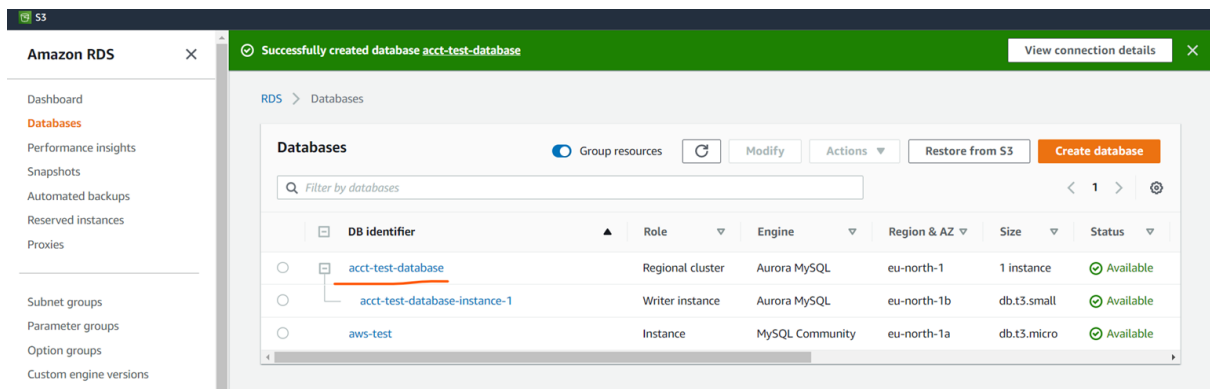 S3
Amazon RDS
Successfully created database acct-test-database
View connection details
Dashboard
Databases
Performance insights
Snapshots
Automated backups
Reserved instances
Proxies
Subnet groups
Parameter groups
Option groups
Custom engine versions
RDS > Databases
Databases
Group resources
Modify
Actions
Restore from S3
Create database
Filter by databases
1
DB identifier Role Engine Region & AZ Size Status
acct-test-database Regional cluster Aurora MySQL eu-north-1 1 instance Available
acct-test-database-instance-1 Writer instance Aurora MySQL eu-north-1b db.t3.small Available
aws-test Instance MySQL Community eu-north-1a db.t3.micro Available